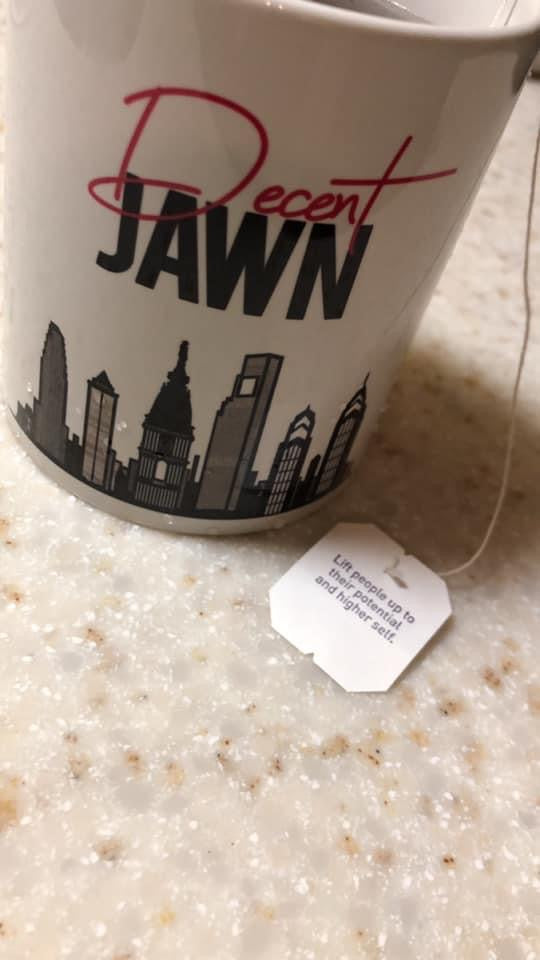 Decent
JAWN
Lift people up to
their potential
and higher self.